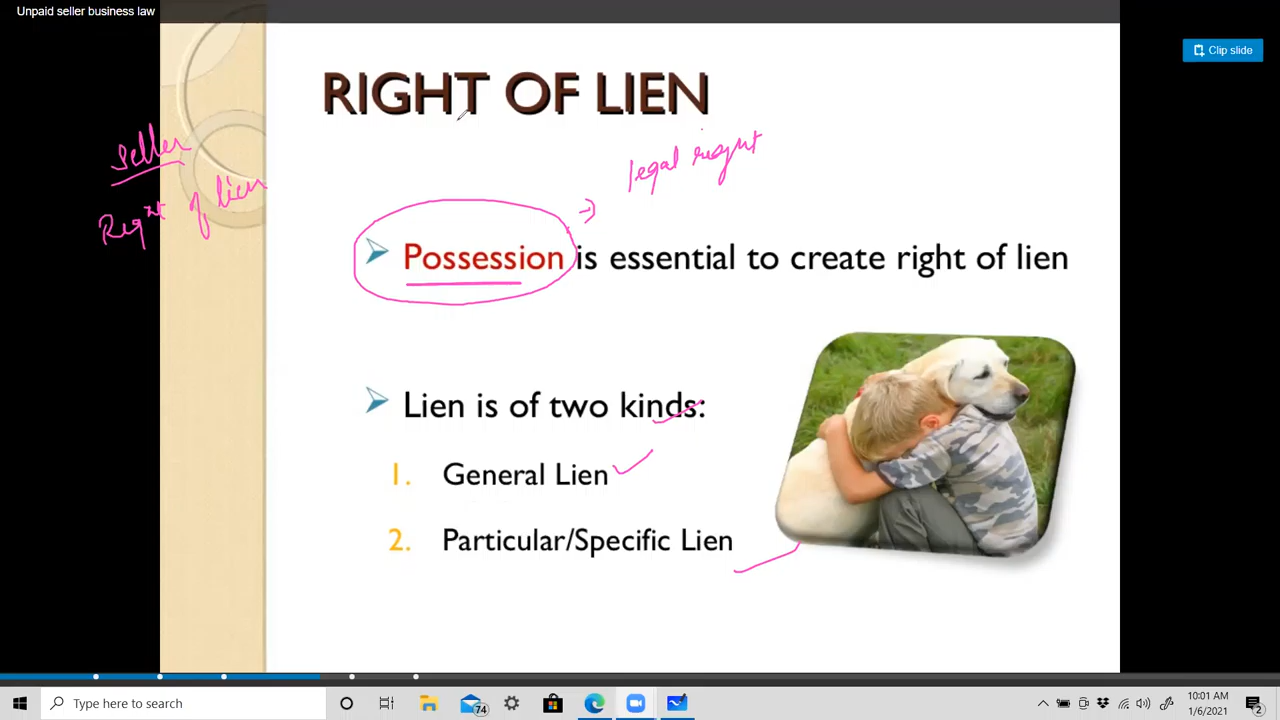 Unpaid seller business law
Clip slide
RIGHT OF LIEN
Seller
legal right
Right of lien
Possession is essential to create right of lien
Lien is of two kinds:
1. General Lien
2. Particular/Specific Lien
Type here to search
74
10:01 AM
1/6/2021
2